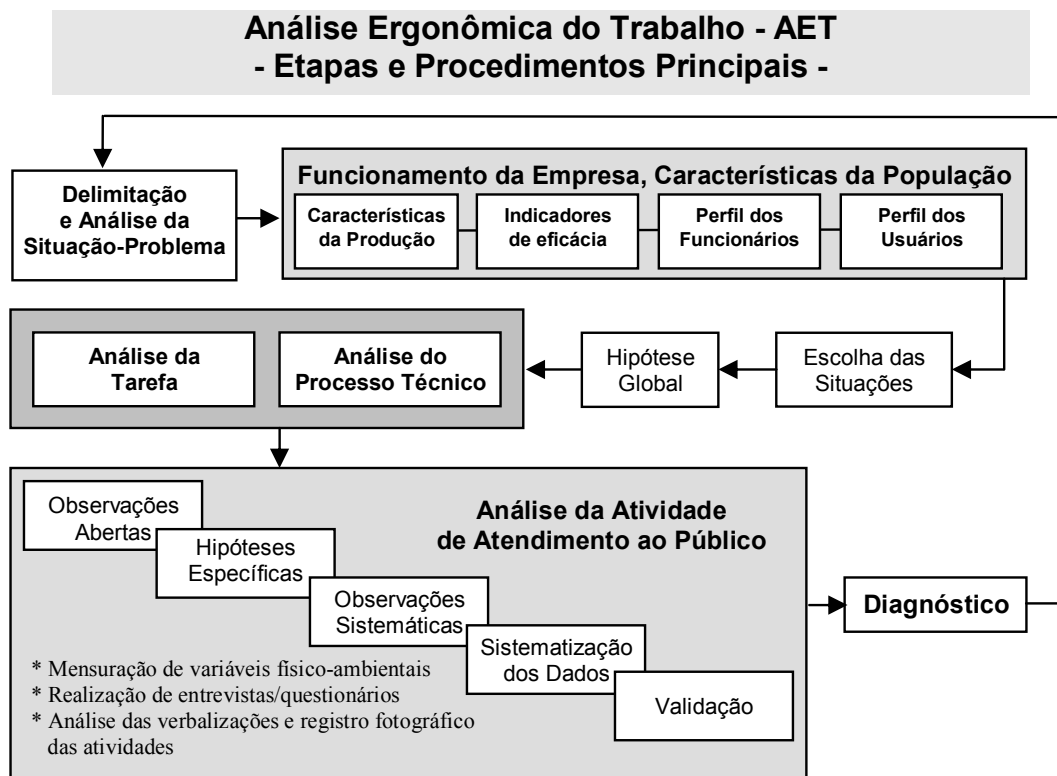 Análise Ergonômica do Trabalho - AET
- Etapas e Procedimentos Principais -
Delimitação
e Análise da
Situação-Problema
Funcionamento da Empresa, Características da População
Características
da Produção
Indicadores
de eficácia
Perfil dos
Funcionários
Perfil dos
Usuários
Análise da
Tarefa
Análise do
Processo Técnico
Hipótese
Global
Escolha das
Situações
Observações
Abertas
Hipóteses
Específicas
Observações
Sistemáticas
Sistematização
dos Dados
Validação
Análise da Atividade
de Atendimento ao Público
* Mensuração de variáveis físico-ambientais
* Realização de entrevistas/questionários
* Análise das verbalizações e registro fotográfico
das atividades
Diagnóstico